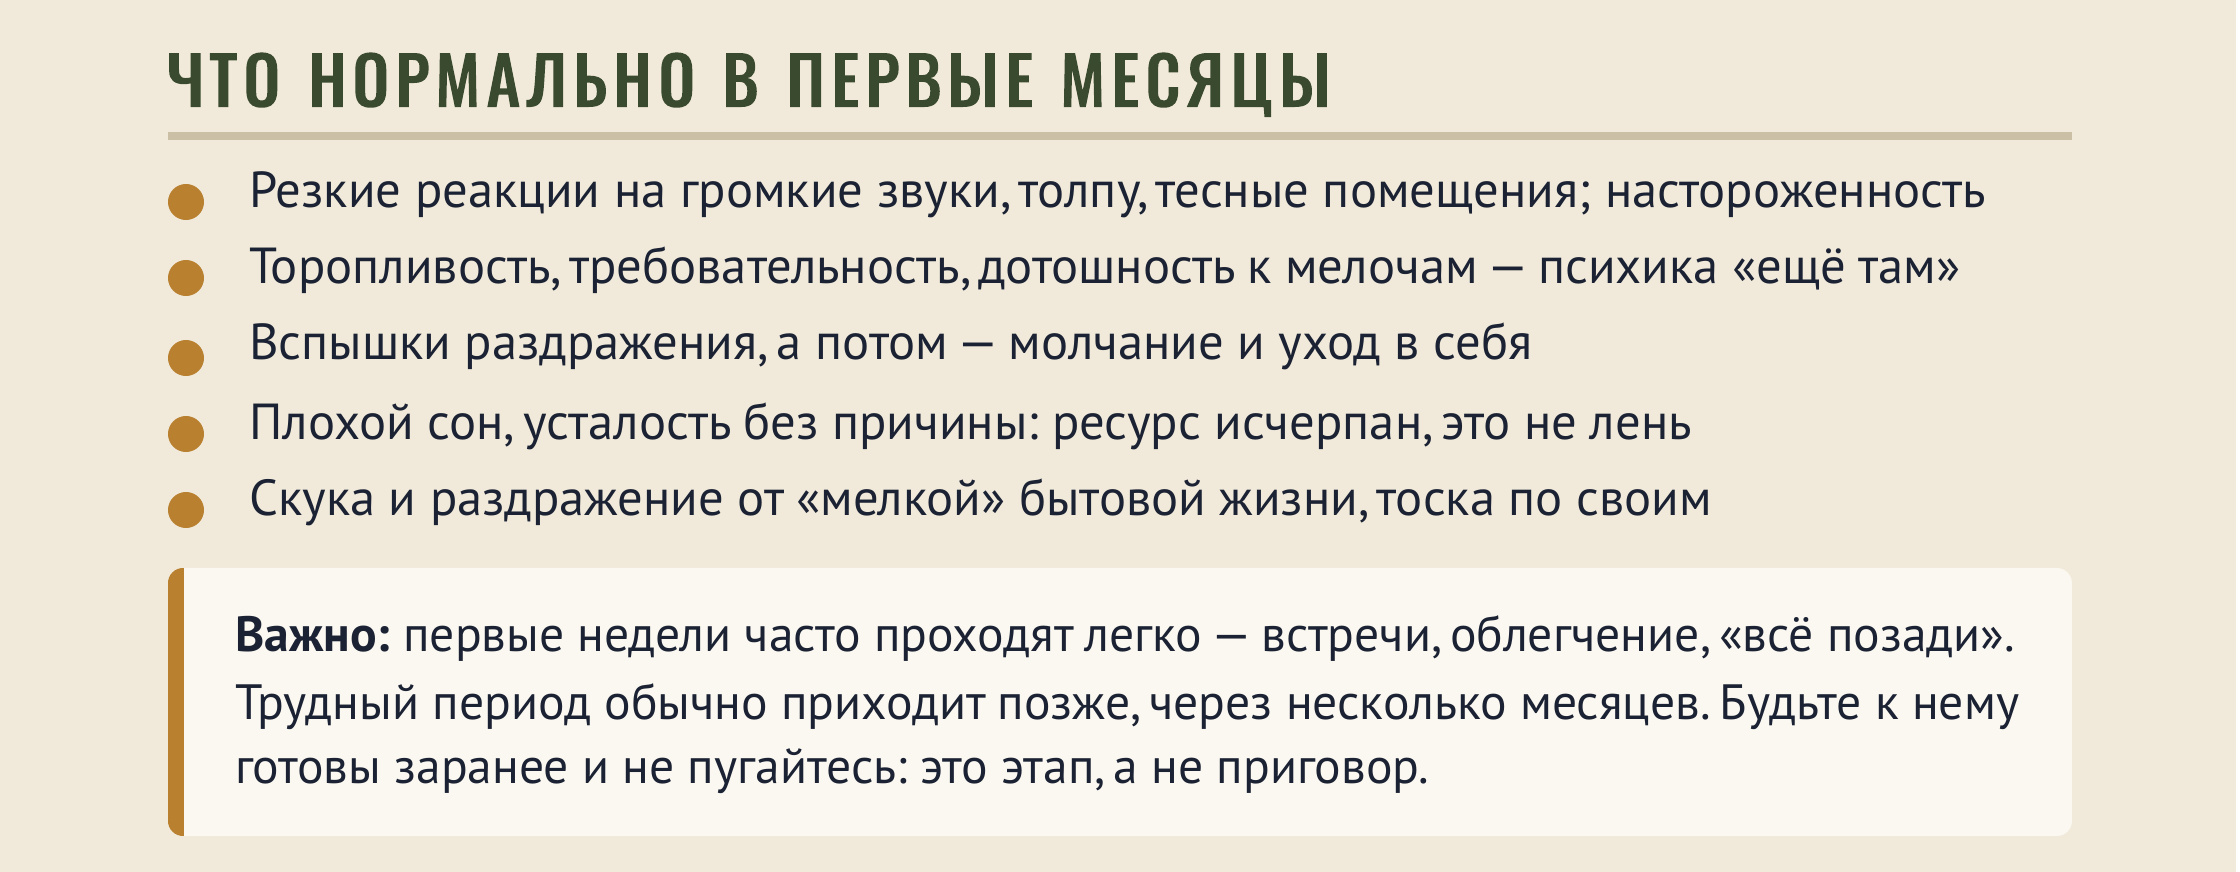 ЧТО НОРМАЛЬНО В ПЕРВЫЕ МЕСЯЦЫ
Резкие реакции на громкие звуки, толпу, тесные помещения; настороженность
Торопливость, требовательность, дотошность к мелочам — психика «ещё там»
Вспышки раздражения, а потом — молчание и уход в себя
Плохой сон, усталость без причины: ресурс исчерпан, это не лень
Скука и раздражение от «мелкой» бытовой жизни, тоска по своим
Важно: первые недели часто проходят легко — встречи, облегчение, «всё позади».
Трудный период обычно приходит позже, через несколько месяцев. Будьте к нему
готовы заранее и не пугайтесь: это этап, а не приговор.